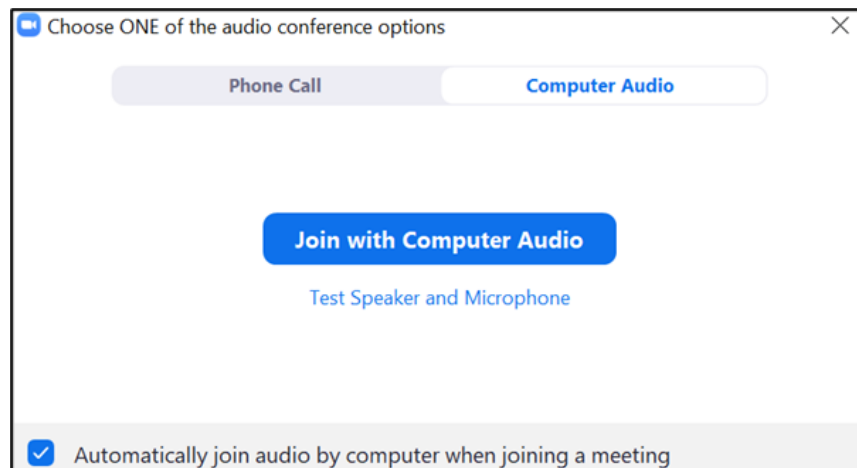 Choose ONE of the audio conference options
Phone Call
Computer Audio
Join with Computer Audio
Test Speaker and Microphone
Automatically join audio by computer when joining a meeting